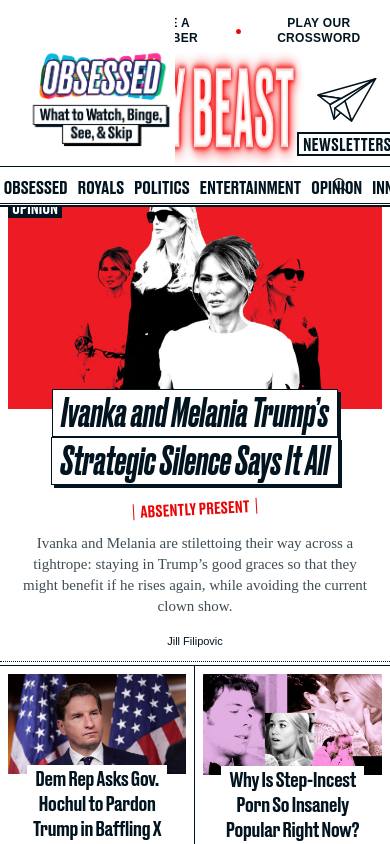 E A
BER
PLAY OUR
CROSSWORD
OBSESSED
What to Watch, Binge,
See, & Skip
Y BEAST
NEWSLETTERS
OBSESSED ROYALS POLITICS ENTERTAINMENT OPINION INN
OPINION
Ivanka and Melania Trump’s
Strategic Silence Says It All
ABSENTLY PRESENT
Ivanka and Melania are stilettoing their way across a
tightrope: staying in Trump’s good graces so that they
might benefit if he rises again, while avoiding the current
clown show.
Jill Filipovic
Dem Rep Asks Gov.
Hochul to Pardon
Trump in Baffling X
Why Is Step-Incest
Porn So Insanely
Popular Right Now?